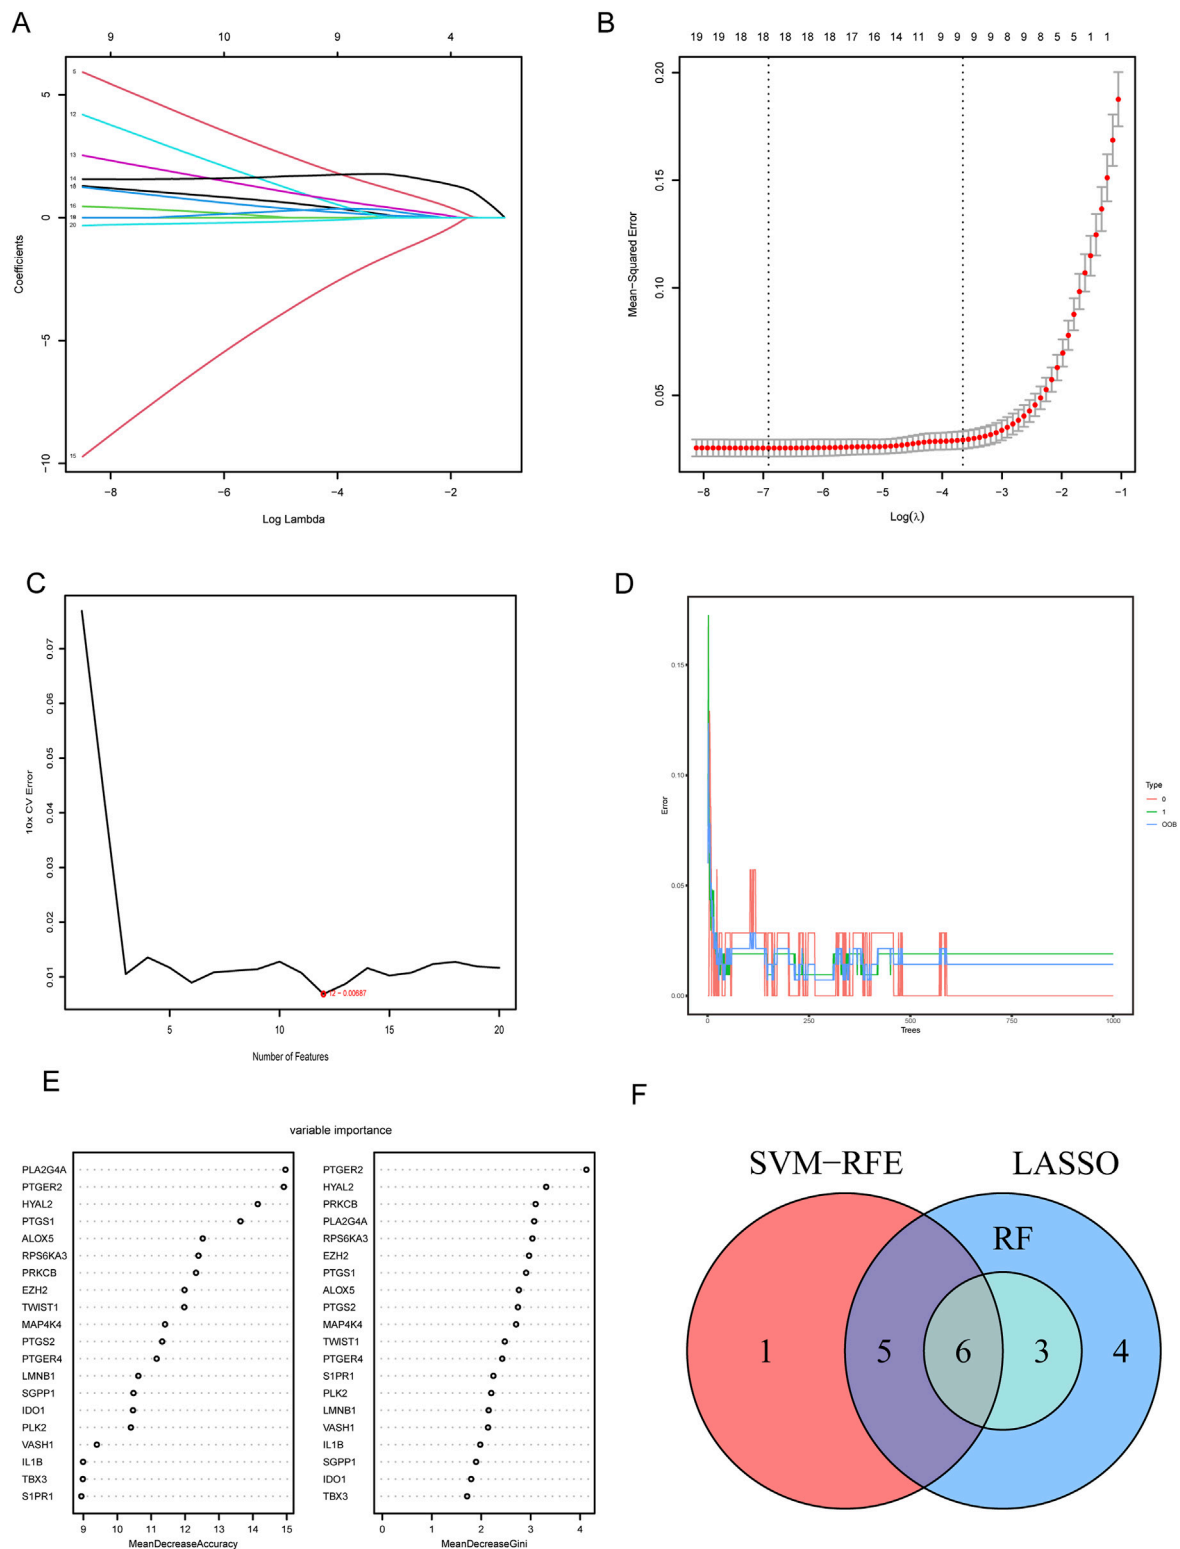 A
9 10 9 4
5
0
−5
−10
Coefficients
12
13
14
16
20
15
−8 −6 −4 −2
Log Lambda
B
19 19 18 18 18 18 18 17 16 14 11 9 9 9 8 9 8 5 5 1 1
0.20
0.15
0.10
0.05
Mean−Squared Error
−8 −7 −6 −5 −4 −3 −2 −1
Log(λ)
C
0.07
0.06
0.05
0.04
0.03
0.02
0.01
10x CV Error
12 − 0.00687
5 10 15 20
Number of Features
D
0.15
0.10
0.05
0.00
Error
0 250 500 750 1000
Trees
Type
0
1
OOB
E
variable importance
PLA2G4A
PTGER2
HYAL2
PTGS1
ALOX5
RPS6KA3
PRKCB
EZH2
TWIST1
MAP4K4
PTGS2
PTGER4
LMNB1
SGPP1
IDO1
PLK2
VASH1
IL1B
TBX3
S1PR1
9 10 11 12 13 14 15
MeanDecreaseAccuracy
PTGER2
HYAL2
PRKCB
PLA2G4A
RPS6KA3
EZH2
PTGS1
ALOX5
PTGS2
MAP4K4
TWIST1
PTGER4
S1PR1
PLK2
LMNB1
VASH1
IL1B
SGPP1
IDO1
TBX3
0 1 2 3 4
MeanDecreaseGini
F
SVM−RFE LASSO
RF
1 5 6 3 4